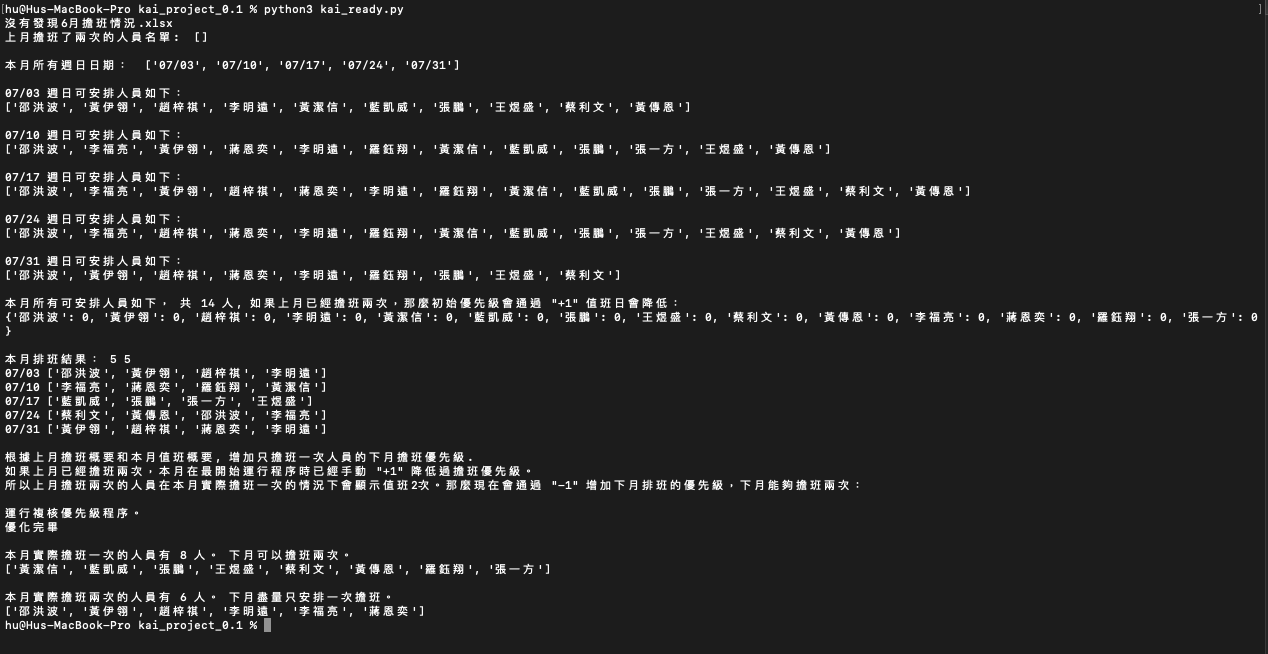 hu@Hus-MacBook-Pro kai_project_0.1 % python3 kai_ready.py
沒有發現6月擔班情況.xlsx
上月擔班了兩次的人員名單: []
本月所有週日日期： ['07/03', '07/10', '07/17', '07/24', '07/31']
07/03 週日可安排人員如下：
['邵洪波', '黃伊翎', '趙梓祺', '李明遠', '黃潔信', '藍凱威', '張鵬', '王煜盛', '蔡利文', '黃傳恩']
07/10 週日可安排人員如下：
['邵洪波', '李福亮', '黃伊翎', '蔣恩奕', '李明遠', '羅鈺翔', '黃潔信', '藍凱威', '張鵬', '張一方', '王煜盛', '黃傳恩']
07/17 週日可安排人員如下：
['邵洪波', '李福亮', '黃伊翎', '趙梓祺', '蔣恩奕', '李明遠', '羅鈺翔', '黃潔信', '藍凱威', '張鵬', '張一方', '王煜盛', '蔡利文', '黃傳恩']
07/24 週日可安排人員如下：
['邵洪波', '李福亮', '趙梓祺', '蔣恩奕', '李明遠', '羅鈺翔', '黃潔信', '藍凱威', '張鵬', '張一方', '王煜盛', '蔡利文', '黃傳恩']
07/31 週日可安排人員如下：
['邵洪波', '黃伊翎', '趙梓祺', '蔣恩奕', '李明遠', '羅鈺翔', '張鵬', '王煜盛', '蔡利文']
本月所有可安排人員如下， 共 14 人, 如果上月已經擔班兩次，那麼初始優先級會通過 "+1" 值班日會降低：
{'邵洪波': 0, '黃伊翎': 0, '趙梓祺': 0, '李明遠': 0, '黃潔信': 0, '藍凱威': 0, '張鵬': 0, '王煜盛': 0, '蔡利文': 0, '黃傳恩': 0, '李福亮': 0, '蔣恩奕': 0, '羅鈺翔': 0, '張一方': 0
}
本月排班結果： 5 5
07/03 ['邵洪波', '黃伊翎', '趙梓祺', '李明遠']
07/10 ['李福亮', '蔣恩奕', '羅鈺翔', '黃潔信']
07/17 ['藍凱威', '張鵬', '張一方', '王煜盛']
07/24 ['蔡利文', '黃傳恩', '邵洪波', '李福亮']
07/31 ['黃伊翎', '趙梓祺', '蔣恩奕', '李明遠']
根據上月擔班概要和本月值班概要, 增加只擔班一次人員的下月擔班優先級.
如果上月已經擔班兩次，本月在最開始運行程序時已經手動 "+1" 降低過擔班優先級。
所以上月擔班兩次的人員在本月實際擔班一次的情況下會顯示值班2次。那麼現在會通過 "-1" 增加下月排班的優先級，下月能夠擔班兩次：
運行複核優先級程序。
優化完畢
本月實際擔班一次的人員有 8 人。 下月可以擔班兩次。
['黃潔信', '藍凱威', '張鵬', '王煜盛', '蔡利文', '黃傳恩', '羅鈺翔', '張一方']
本月實際擔班兩次的人員有 6 人。 下月盡量只安排一次擔班。
['邵洪波', '黃伊翎', '趙梓祺', '李明遠', '李福亮', '蔣恩奕']
hu@Hus-MacBook-Pro kai_project_0.1 %